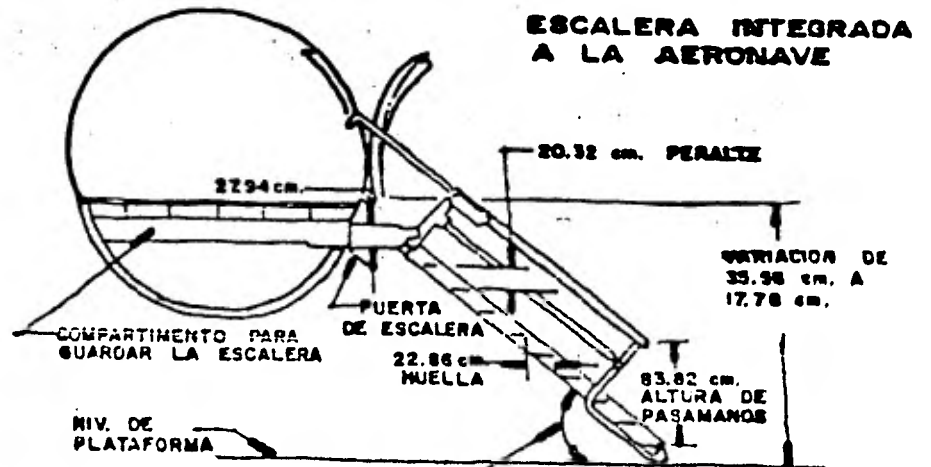 ESCALERA INTEGRADA
A LA AERONAVE
20.32 cm. PERALTE
27.94 cm.
VARIACION DE
35.56 cm. A
17.78 cm.
PUERTA
DE ESCALERA
COMPARTIMENTO PARA
GUARDAR LA ESCALERA
22.86 cm.
HUELLA
83.82 cm.
ALTURA DE
PASAMANOS
NIV. DE
PLATAFORMA